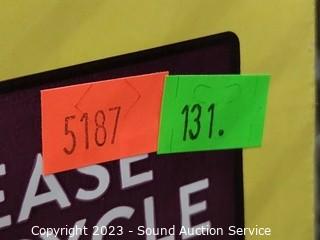 5187 131.
EASE
CYCLE
Copyright 2023 - Sound Auction Service